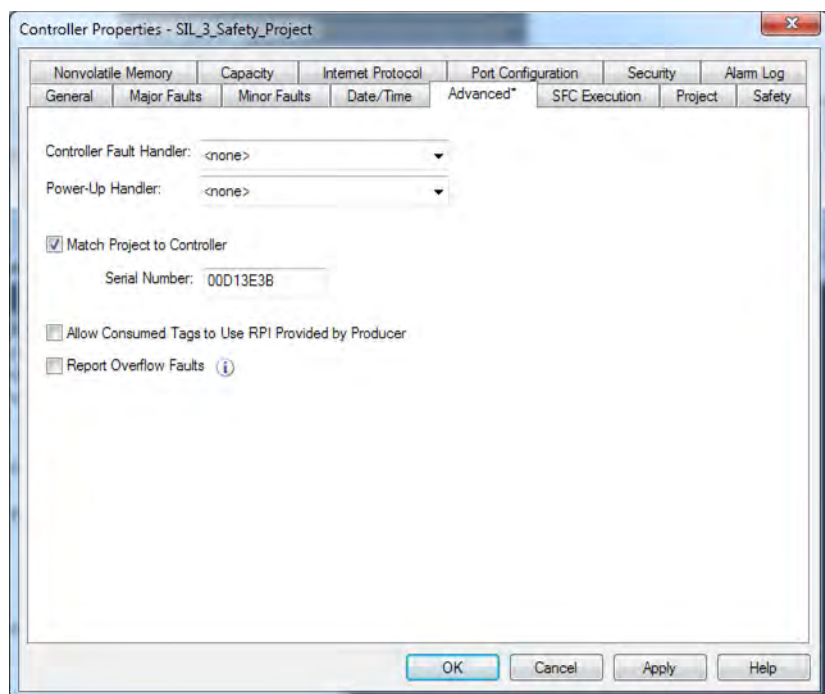 Controller Properties - SIL_3_Safety_Project
Nonvolatile Memory Capacity Internet Protocol Port Configuration Security Alarm Log
General Major Faults Minor Faults Date/Time Advanced* SFC Execution Project Safety
Controller Fault Handler: <none>
Power-Up Handler: <none>
Match Project to Controller
Serial Number: 00D13E3B
Allow Consumed Tags to Use RPI Provided by Producer
Report Overflow Faults
OK Cancel Apply Help